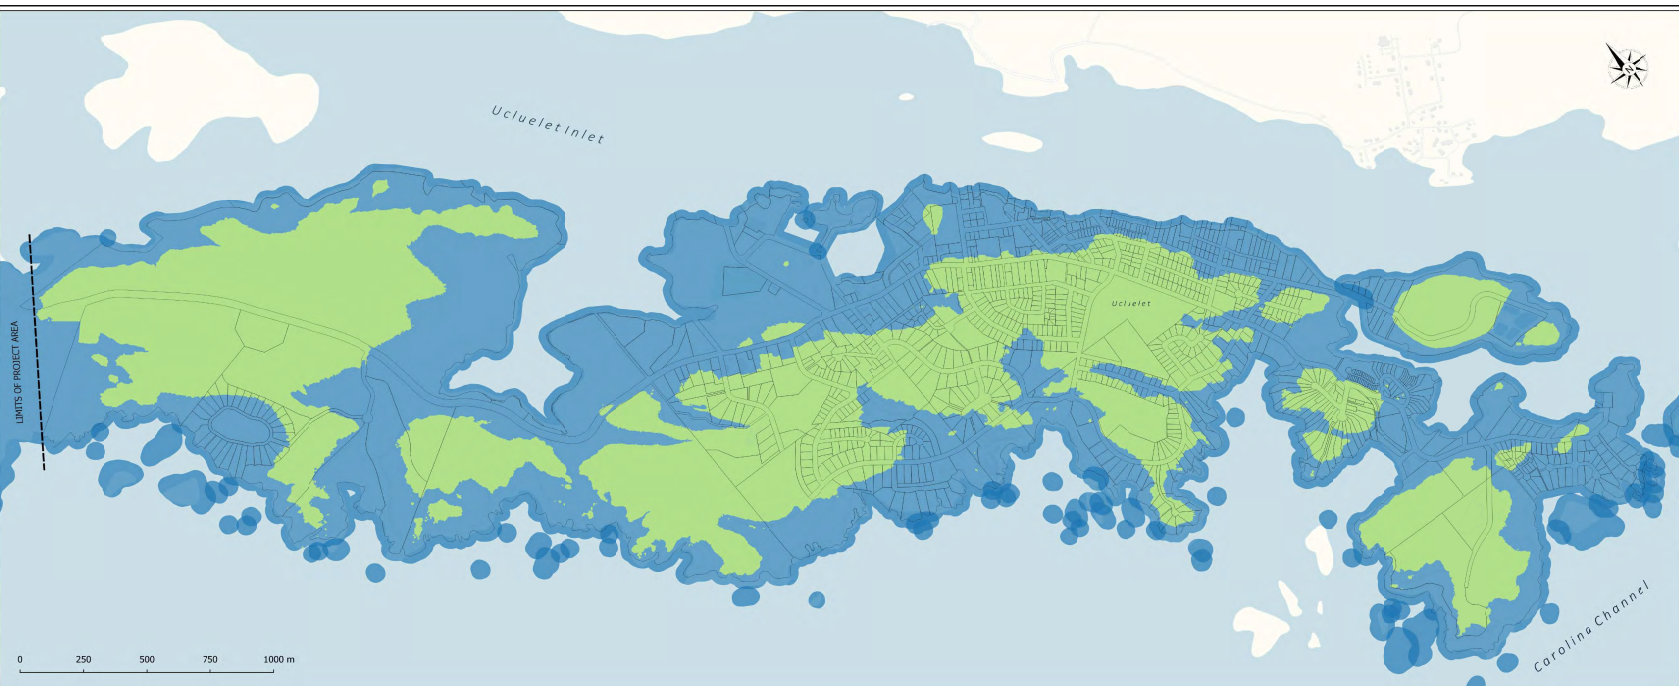 N
Ucluelet Inlet
LIMITS OF PROJECT AREA
Ucluelet
Carolina Channel
0 250 500 750 1000 m